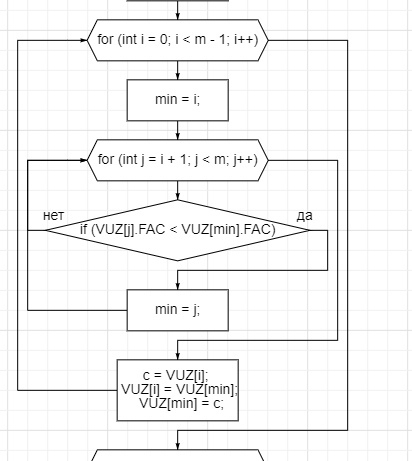 for (int i = 0; i < m - 1; i++)
min = i;
for (int j = i + 1; j < m; j++)
нет
да
if (VUZ[j].FAC < VUZ[min].FAC)
min = j;
c = VUZ[i];
VUZ[i] = VUZ[min];
VUZ[min] = c;